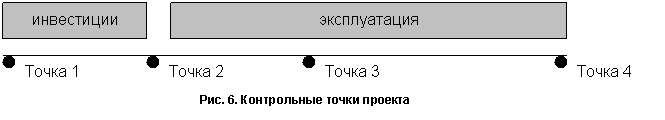 инвестиции эксплуатация
Точка 1 Точка 2 Точка 3 Точка 4
Рис. 6. Контрольные точки проекта